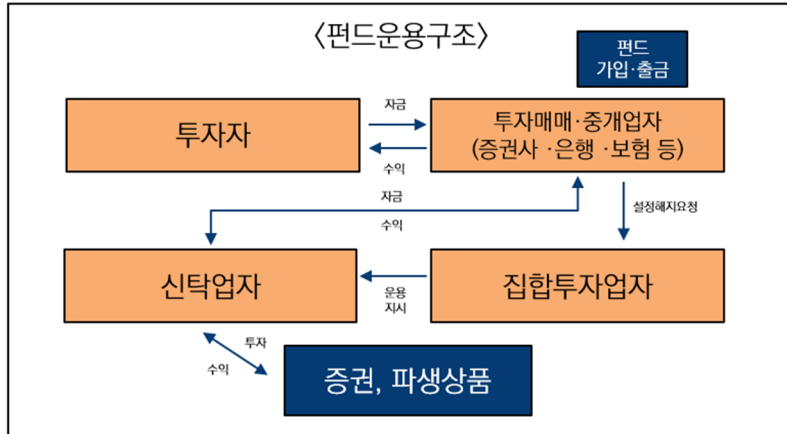 〈펀드운용구조〉
펀드
가입·출금
투자자
자금
수익
투자매매·중개업자
(증권사 ·은행 ·보험 등)
자금
수익
설정해지요청
신탁업자
운용
지시
집합투자업자
투자
수익
증권, 파생상품